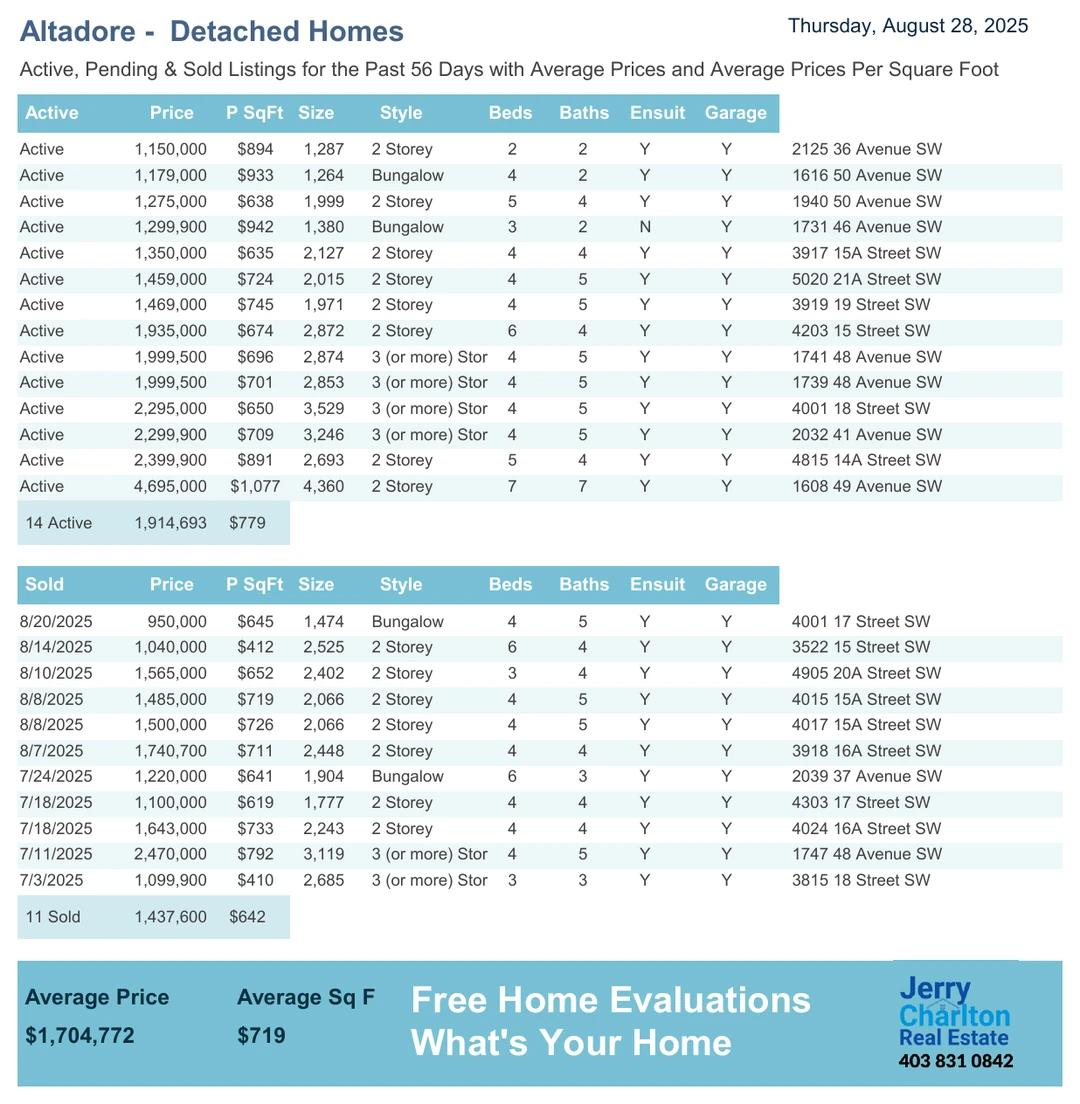 Altadore -  Detached Homes
Thursday, August 28, 2025
Active, Pending & Sold Listings for the Past 56 Days with Average Prices and Average Prices Per Square Foot
Active Price P SqFt Size Style Beds Baths Ensuit Garage
Active 1,150,000 $894 1,287 2 Storey 2 2 Y Y 2125 36 Avenue SW
Active 1,179,000 $933 1,264 Bungalow 4 2 Y Y 1616 50 Avenue SW
Active 1,275,000 $638 1,999 2 Storey 5 4 Y Y 1940 50 Avenue SW
Active 1,299,900 $942 1,380 Bungalow 3 2 N Y 1731 46 Avenue SW
Active 1,350,000 $635 2,127 2 Storey 4 4 Y Y 3917 15A Street SW
Active 1,459,000 $724 2,015 2 Storey 4 5 Y Y 5020 21A Street SW
Active 1,469,000 $745 1,971 2 Storey 4 5 Y Y 3919 19 Street SW
Active 1,935,000 $674 2,872 2 Storey 6 4 Y Y 4203 15 Street SW
Active 1,999,500 $696 2,874 3 (or more) Stor 4 5 Y Y 1741 48 Avenue SW
Active 1,999,500 $701 2,853 3 (or more) Stor 4 5 Y Y 1739 48 Avenue SW
Active 2,295,000 $650 3,529 3 (or more) Stor 4 5 Y Y 4001 18 Street SW
Active 2,299,900 $709 3,246 3 (or more) Stor 4 5 Y Y 2032 41 Avenue SW
Active 2,399,900 $891 2,693 2 Storey 5 4 Y Y 4815 14A Street SW
Active 4,695,000 $1,077 4,360 2 Storey 7 7 Y Y 1608 49 Avenue SW
14 Active 1,914,693 $779
Sold Price P SqFt Size Style Beds Baths Ensuit Garage
8/20/2025 950,000 $645 1,474 Bungalow 4 5 Y Y 4001 17 Street SW
8/14/2025 1,040,000 $412 2,525 2 Storey 6 4 Y Y 3522 15 Street SW
8/10/2025 1,565,000 $652 2,402 2 Storey 3 4 Y Y 4905 20A Street SW
8/8/2025 1,485,000 $719 2,066 2 Storey 4 5 Y Y 4015 15A Street SW
8/8/2025 1,500,000 $726 2,066 2 Storey 4 5 Y Y 4017 15A Street SW
8/7/2025 1,740,700 $711 2,448 2 Storey 4 4 Y Y 3918 16A Street SW
7/24/2025 1,220,000 $641 1,904 Bungalow 6 3 Y Y 2039 37 Avenue SW
7/18/2025 1,100,000 $619 1,777 2 Storey 4 4 Y Y 4303 17 Street SW
7/18/2025 1,643,000 $733 2,243 2 Storey 4 4 Y Y 4024 16A Street SW
7/11/2025 2,470,000 $792 3,119 3 (or more) Stor 4 5 Y Y 1747 48 Avenue SW
7/3/2025 1,099,900 $410 2,685 3 (or more) Stor 3 3 Y Y 3815 18 Street SW
11 Sold 1,437,600 $642
Average Price Average Sq F
$1,704,772 $719
Free Home Evaluations
What's Your Home
Jerry
Charlton
Real Estate
403 831 0842